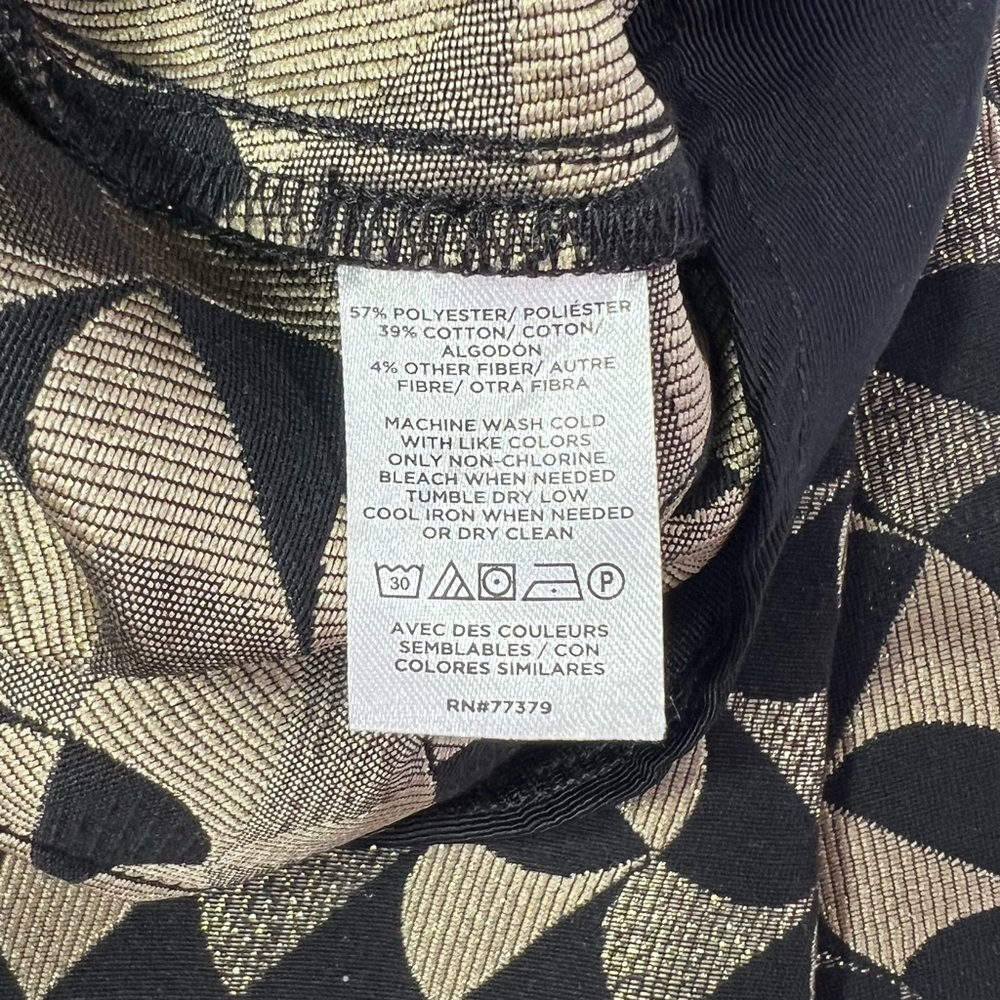 57% POLYESTER/ POLIÉSTER
39% COTTON/ COTON/
ALGODÓN
4% OTHER FIBER/ AUTRE
FIBRE/ OTRA FIBRA
MACHINE WASH COLD
WITH LIKE COLORS
ONLY NON-CHLORINE
BLEACH WHEN NEEDED
TUMBLE DRY LOW
COOL IRON WHEN NEEDED
OR DRY CLEAN
30 P
AVEC DES COULEURS
SEMBLABLES / CON
COLORES SIMILARES
RN#77379